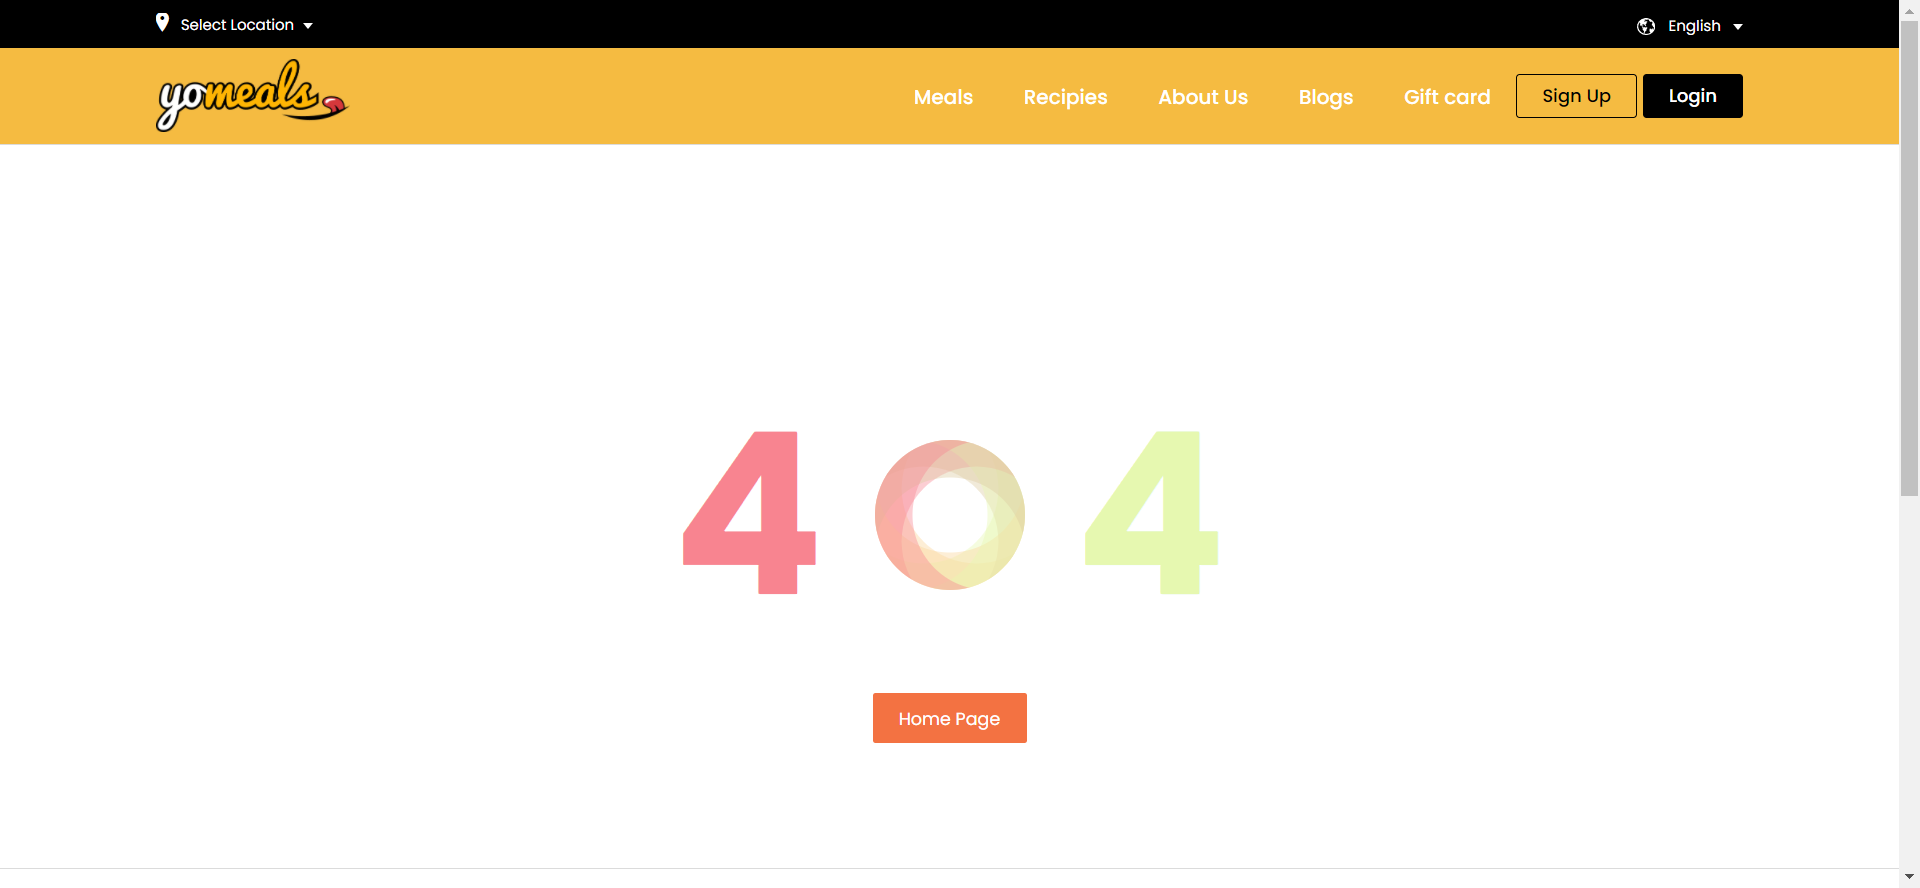 Select Location
English
yomeals
Meals
Recipies
About Us
Blogs
Gift card
Sign Up
Login
404
Home Page